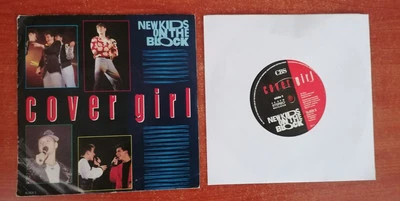 NEW KIDS
ON THE
BLOCK
cover girl
CBS
cover girl
NEW KIDS
ON THE
BLOCK